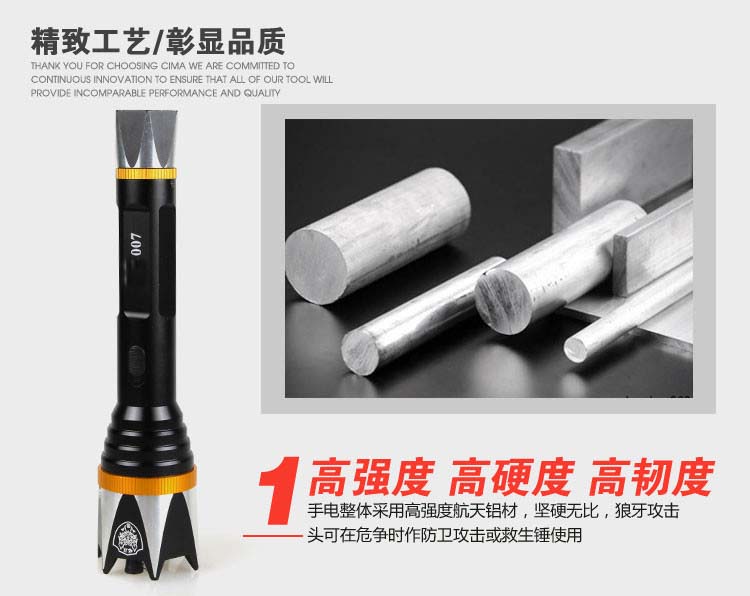 精致工艺/彰显品质
THANK YOU FOR CHOOSING CIMA WE ARE COMMITTED TO
CONTINUOUS INNOVATION TO ENSURE THAT ALL OF OUR TOOL WILL
PROVIDE INCOMPARABLE PERFORMANCE AND QUALITY
007
1 高强度 高硬度 高韧度
手电整体采用高强度航天铝材，坚硬无比，狼牙攻击
头可在危争时作防卫攻击或救生锤使用